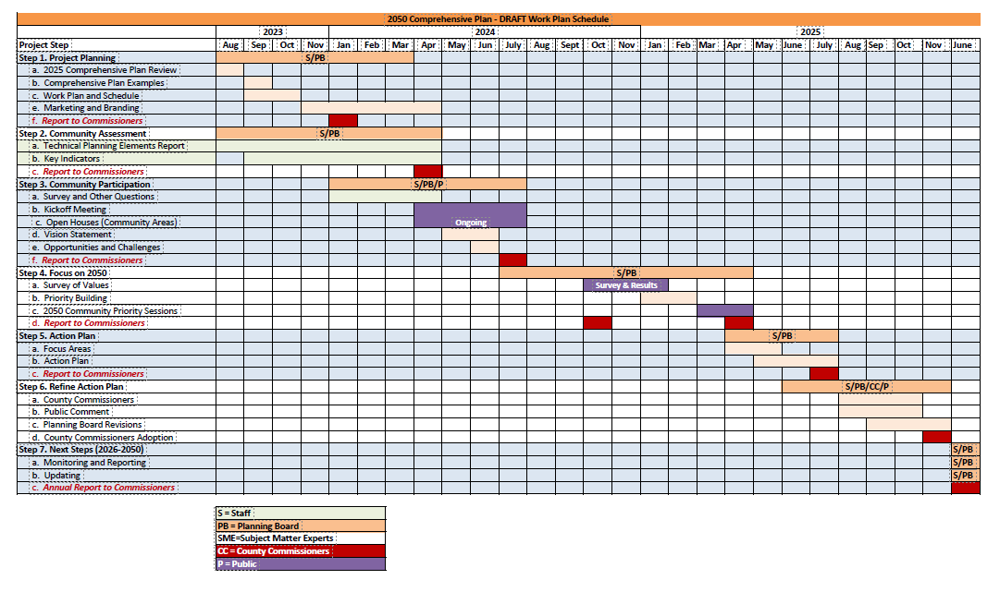 2050 Comprehensive Plan - DRAFT Work Plan Schedule
2023 2024 2025
Project Step Aug Sep Oct Nov Jan Feb Mar Apr May Jun July Aug Sept Oct Nov Jan Feb Mar Apr May June July Aug Sep Oct Nov June
Step 1. Project Planning S/PB
a. 2025 Comprehensive Plan Review
b. Comprehensive Plan Examples
c. Work Plan and Schedule
e. Marketing and Branding
f. Report to Commissioners
Step 2. Community Assessment S/PB
a. Technical Planning Elements Report
b. Key Indicators
c. Report to Commissioners
Step 3. Community Participation S/PB/P
a. Survey and Other Questions
b. Kickoff Meeting
c. Open Houses (Community Areas) Ongoing
d. Vision Statement
e. Opportunities and Challenges
f. Report to Commissioners
Step 4. Focus on 2050 S/PB
a. Survey of Values Survey & Results
b. Priority Building
c. 2050 Community Priority Sessions
d. Report to Commissioners
Step 5. Action Plan S/PB
a. Focus Areas
b. Action Plan
c. Report to Commissioners
Step 6. Refine Action Plan S/PB/CC/P
a. County Commissioners
b. Public Comment
c. Planning Board Revisions
d. County Commissioners Adoption
Step 7. Next Steps (2026-2050) S/PB
a. Monitoring and Reporting S/PB
b. Updating S/PB
c. Annual Report to Commissioners
S = Staff
PB = Planning Board
SME=Subject Matter Experts
CC = County Commissioners
P = Public